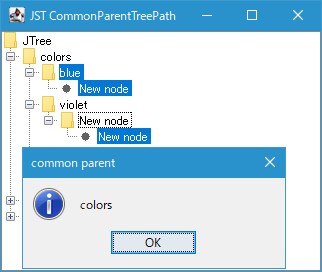 JST CommonParentTreePath
JTree
colors
blue
New node
violet
New node
New node
common parent
colors
OK